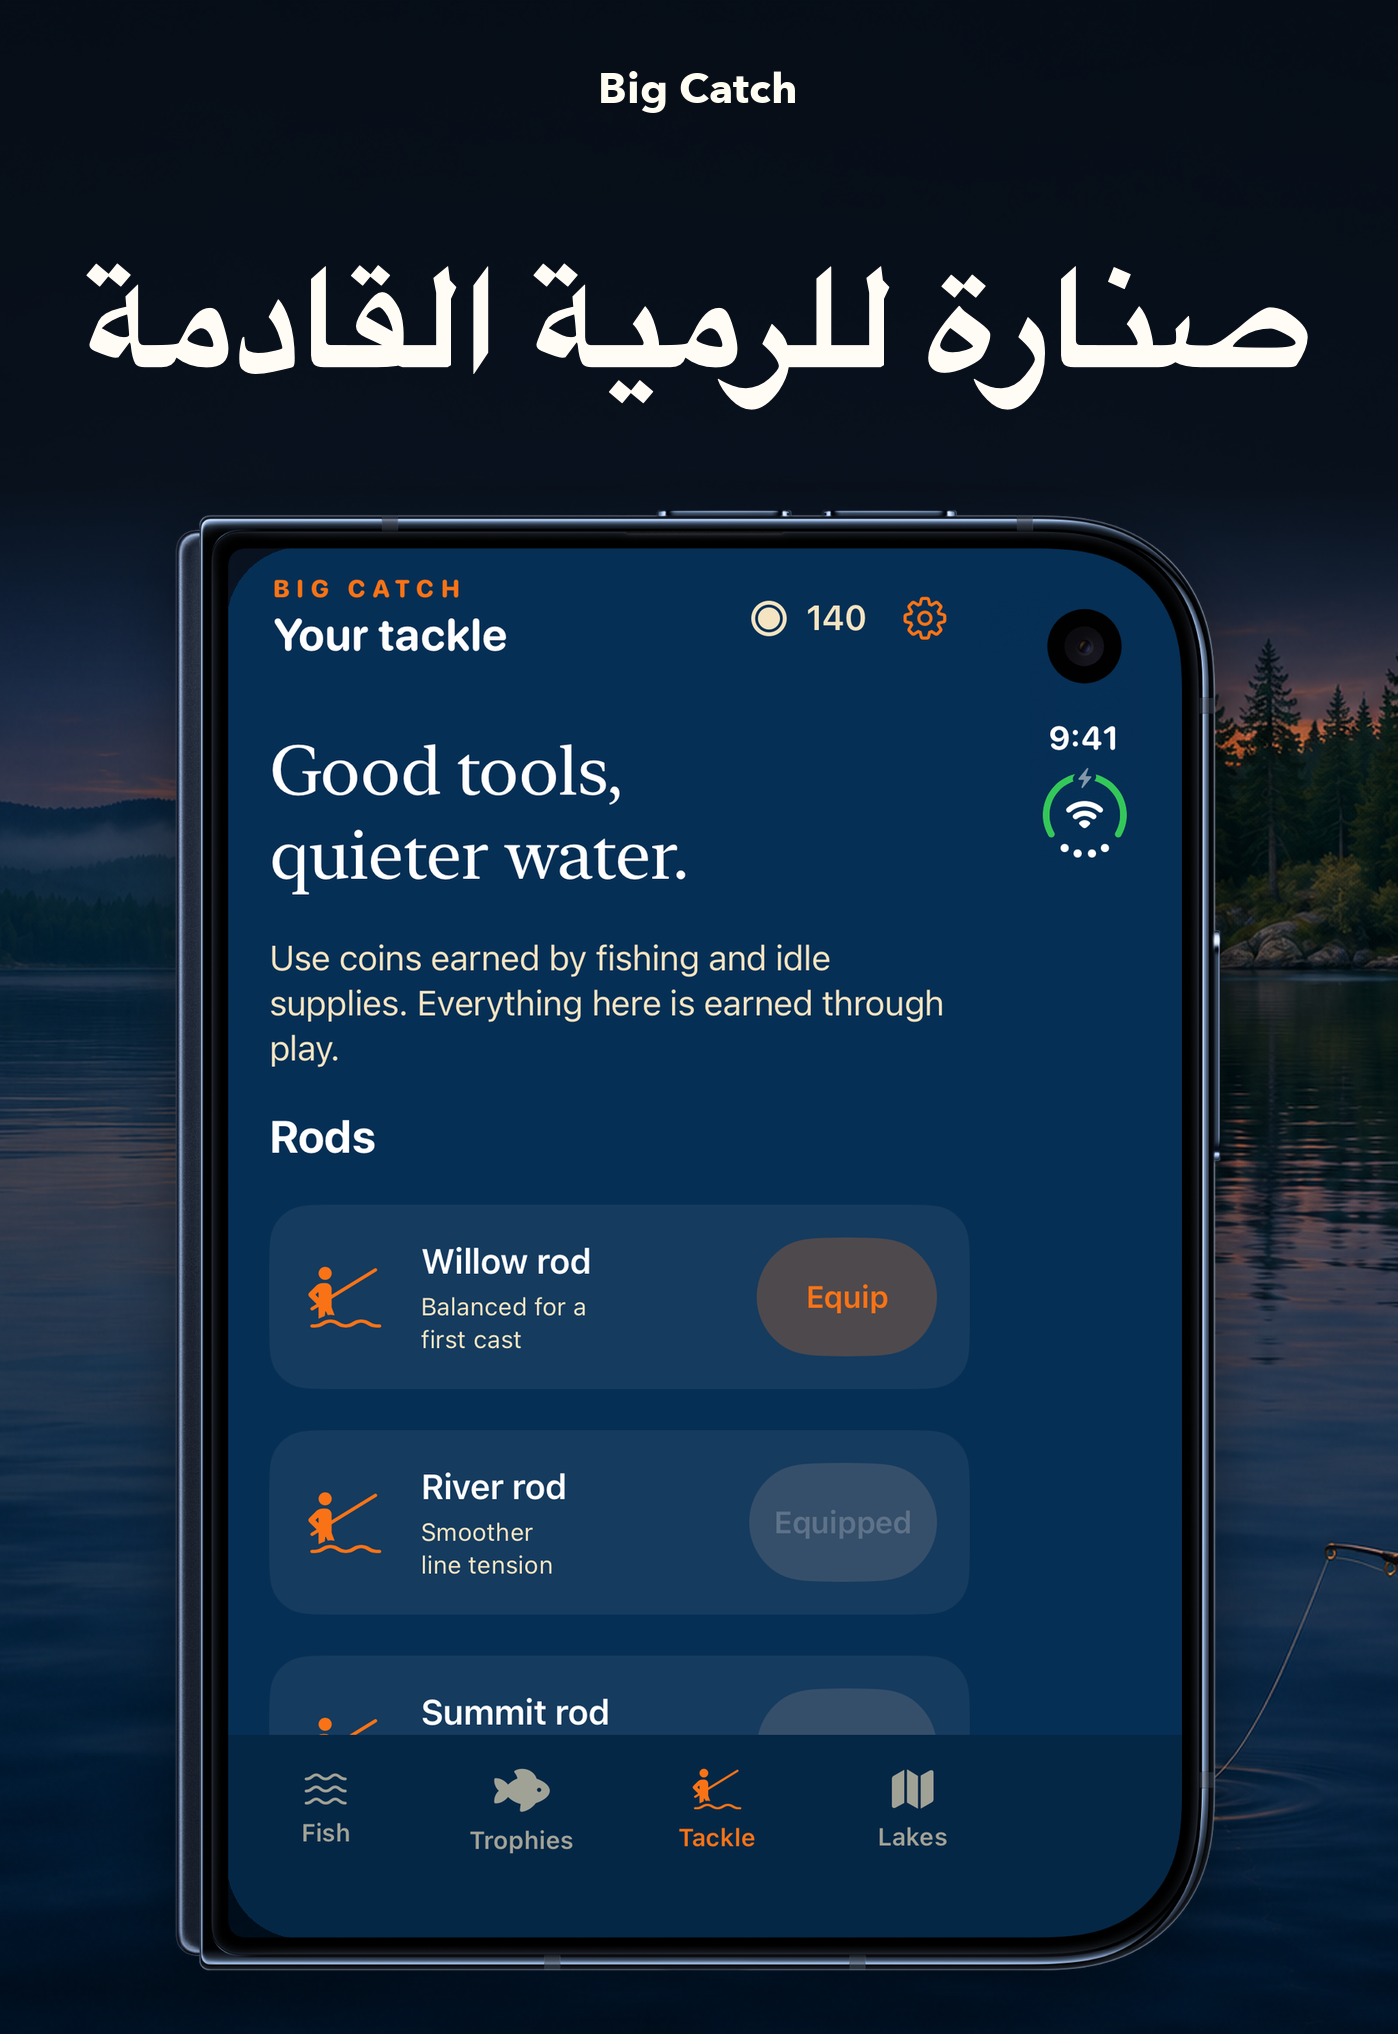 Big Catch
صنارة للرمية القادمة
BIG CATCH
Your tackle
140
9:41
Good tools,
quieter water.
Use coins earned by fishing and idle
supplies. Everything here is earned through
play.
Rods
Willow rod
Balanced for a
first cast
Equip
River rod
Smoother
line tension
Equipped
Summit rod
Fish
Trophies
Tackle
Lakes